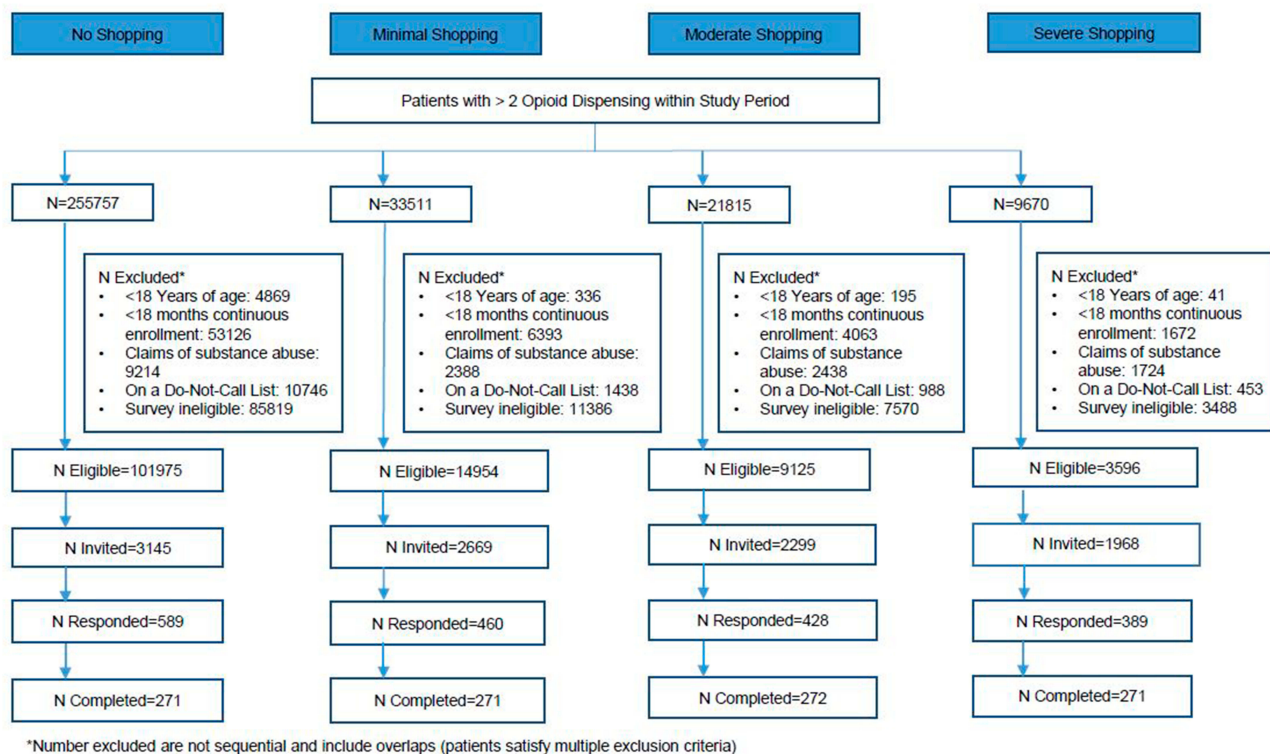 No Shopping
Minimal Shopping
Moderate Shopping
Severe Shopping
Patients with > 2 Opioid Dispensing within Study Period
N=255757
N=33511
N=21815
N=9670
N Excluded*
• <18 Years of age: 4869
• <18 months continuous
enrollment: 53126
• Claims of substance abuse:
9214
• On a Do-Not-Call List: 10746
• Survey ineligible: 85819
N Excluded*
• <18 Years of age: 336
• <18 months continuous
enrollment: 6393
• Claims of substance abuse:
2388
• On a Do-Not-Call List: 1438
• Survey ineligible: 11386
N Excluded*
• <18 Years of age: 195
• <18 months continuous
enrollment: 4063
• Claims of substance
abuse: 2438
• On a Do-Not-Call List: 988
• Survey ineligible: 7570
N Excluded*
• <18 Years of age: 41
• <18 months continuous
enrollment: 1672
• Claims of substance
abuse: 1724
• On a Do-Not-Call List: 453
• Survey ineligible: 3488
N Eligible=101975
N Eligible=14954
N Eligible=9125
N Eligible=3596
N Invited=3145
N Invited=2669
N Invited=2299
N Invited=1968
N Responded=589
N Responded=460
N Responded=428
N Responded=389
N Completed=271
N Completed=271
N Completed=272
N Completed=271
*Number excluded are not sequential and include overlaps (patients satisfy multiple exclusion criteria)